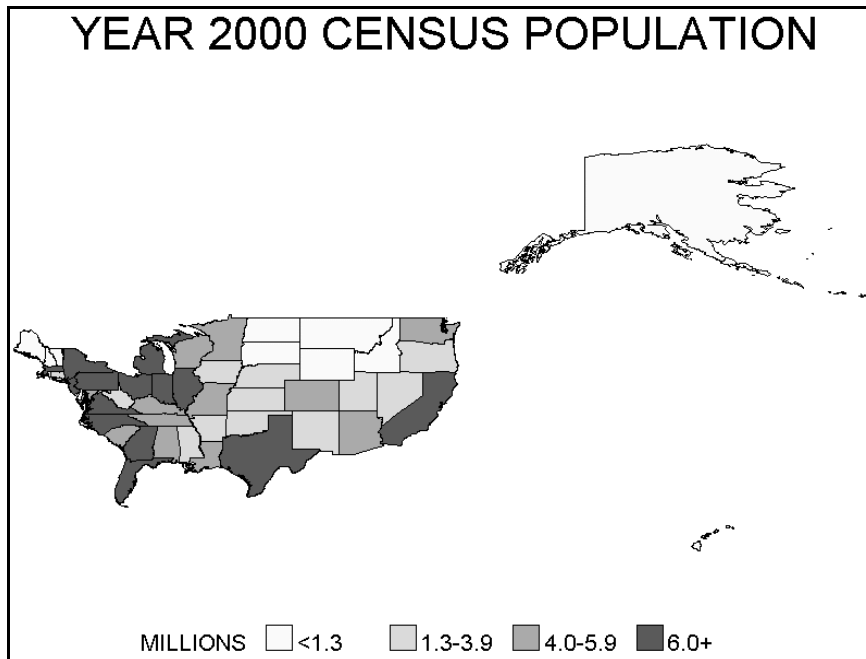 YEAR 2000 CENSUS POPULATION
MILLIONS <1.3 1.3-3.9 4.0-5.9 6.0+